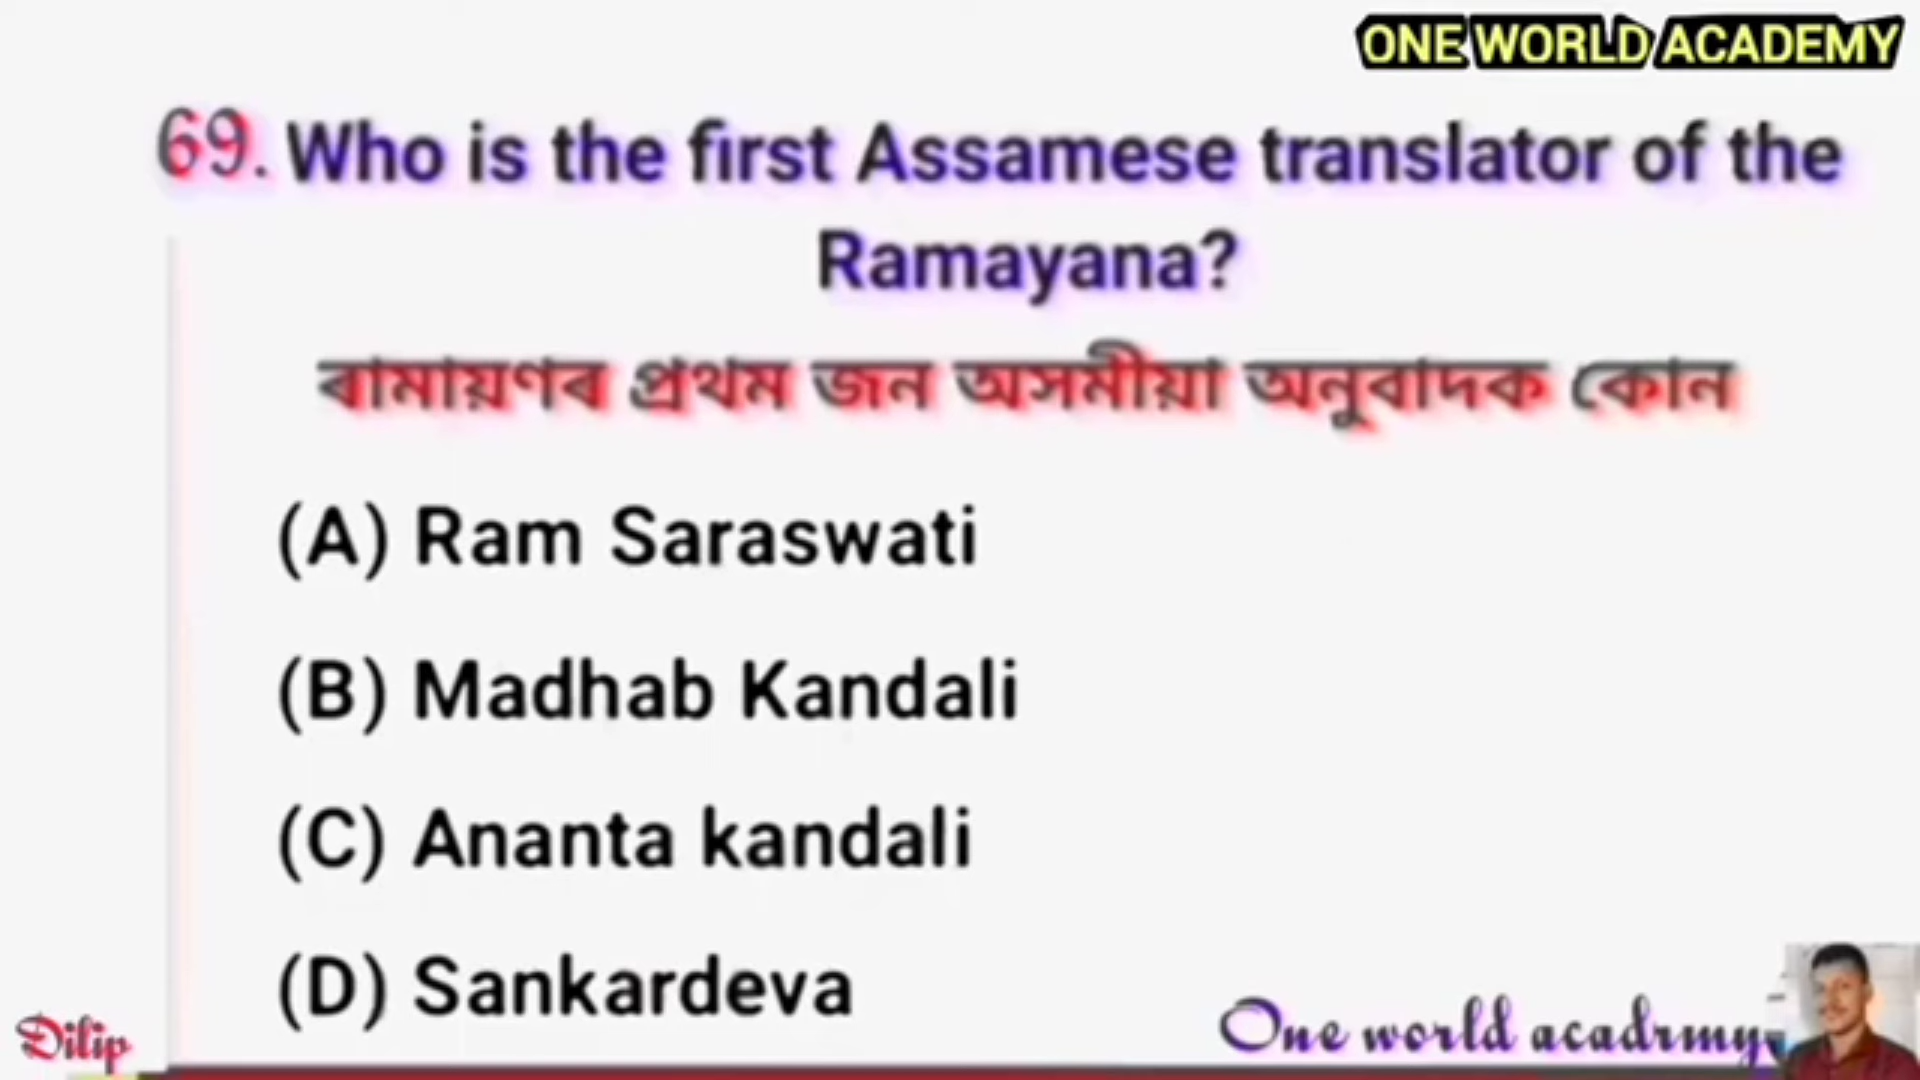 ONE WORLD ACADEMY
69. Who is the first Assamese translator of the
Ramayana?
ৰামায়ণৰ প্ৰথম জন অসমীয়া অনুবাদক কোন
(A) Ram Saraswati
(B) Madhab Kandali
(C) Ananta kandali
(D) Sankardeva
Dilip
One world acadrmy